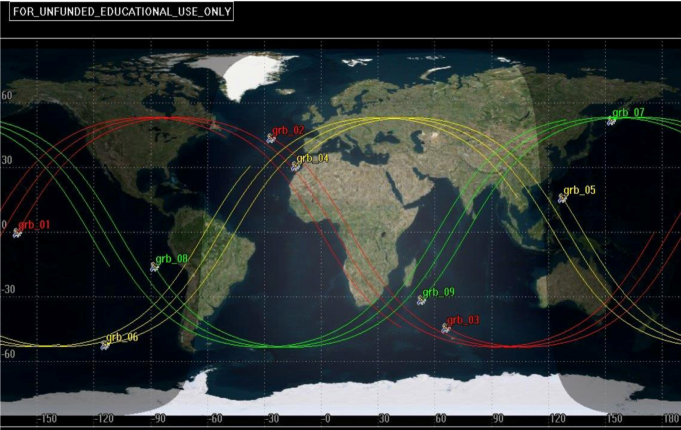 FOR_UNFUNDED_EDUCATIONAL_USE_ONLY
60
grb_07
grb_02
30
grb_04
grb_05
0
grb_01
grb_08
-30
grb_09
grb_03
grb_06
-60
-150 -120 -90 -60 -30 -0 30 60 90 120 150 180